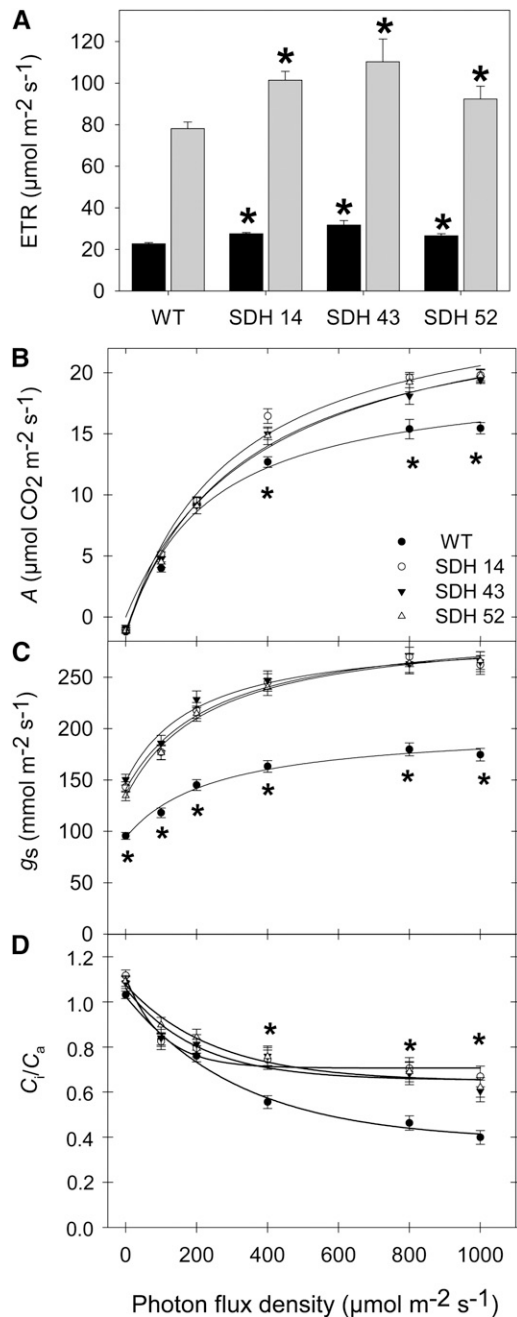 A
ETR (µmol m-2 s-1)
120
100
80
60
40
20
0
* * *
* * *
WT SDH 14 SDH 43 SDH 52
B
A (µmol CO2 m-2 s-1)
20
15
10
5
0
* * *
WT
SDH 14
SDH 43
SDH 52
C
gs (mmol m-2 s-1)
250
200
150
100
50
0
* * * * * *
D
Ci/Ca
1.2
1.0
0.8
0.6
0.4
0.2
0.0
* * *
0 200 400 600 800 1000
Photon flux density (µmol m-2 s-1)